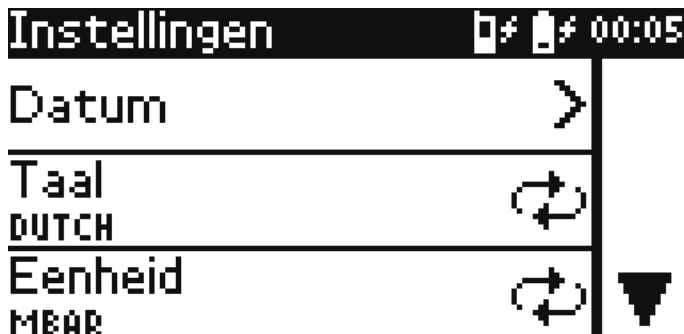 Instellingen 00:05
Datum
Taal
DUTCH
Eenheid
MBAR